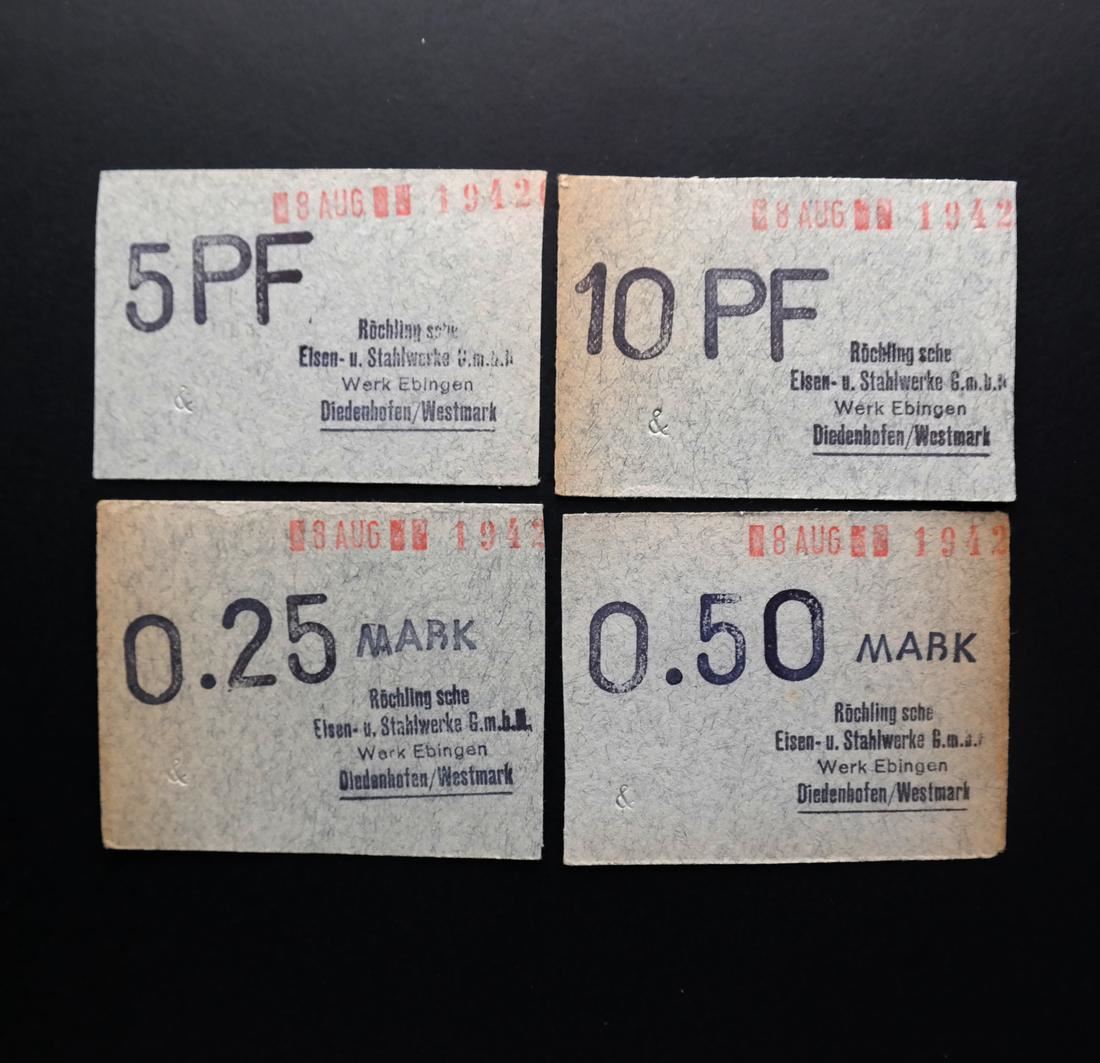 8 AUG 1942
5 PF
Röchling sche
Eisen- u. Stahlwerke G.m.b.H
Werk Ebingen
Diedenhofen/Westmark
&
8 AUG 1942
10 PF
Röchling sche
Eisen- u. Stahlwerke G.m.b.H
Werk Ebingen
Diedenhofen/Westmark
&
8 AUG 1942
0.25 MARK
Röchling sche
Eisen- u. Stahlwerke G.m.b.H.
Werk Ebingen
Diedenhofen/Westmark
&
8 AUG 1942
0.50 MARK
Röchling sche
Eisen- u. Stahlwerke G.m.b.H
Werk Ebingen
Diedenhofen/Westmark
&